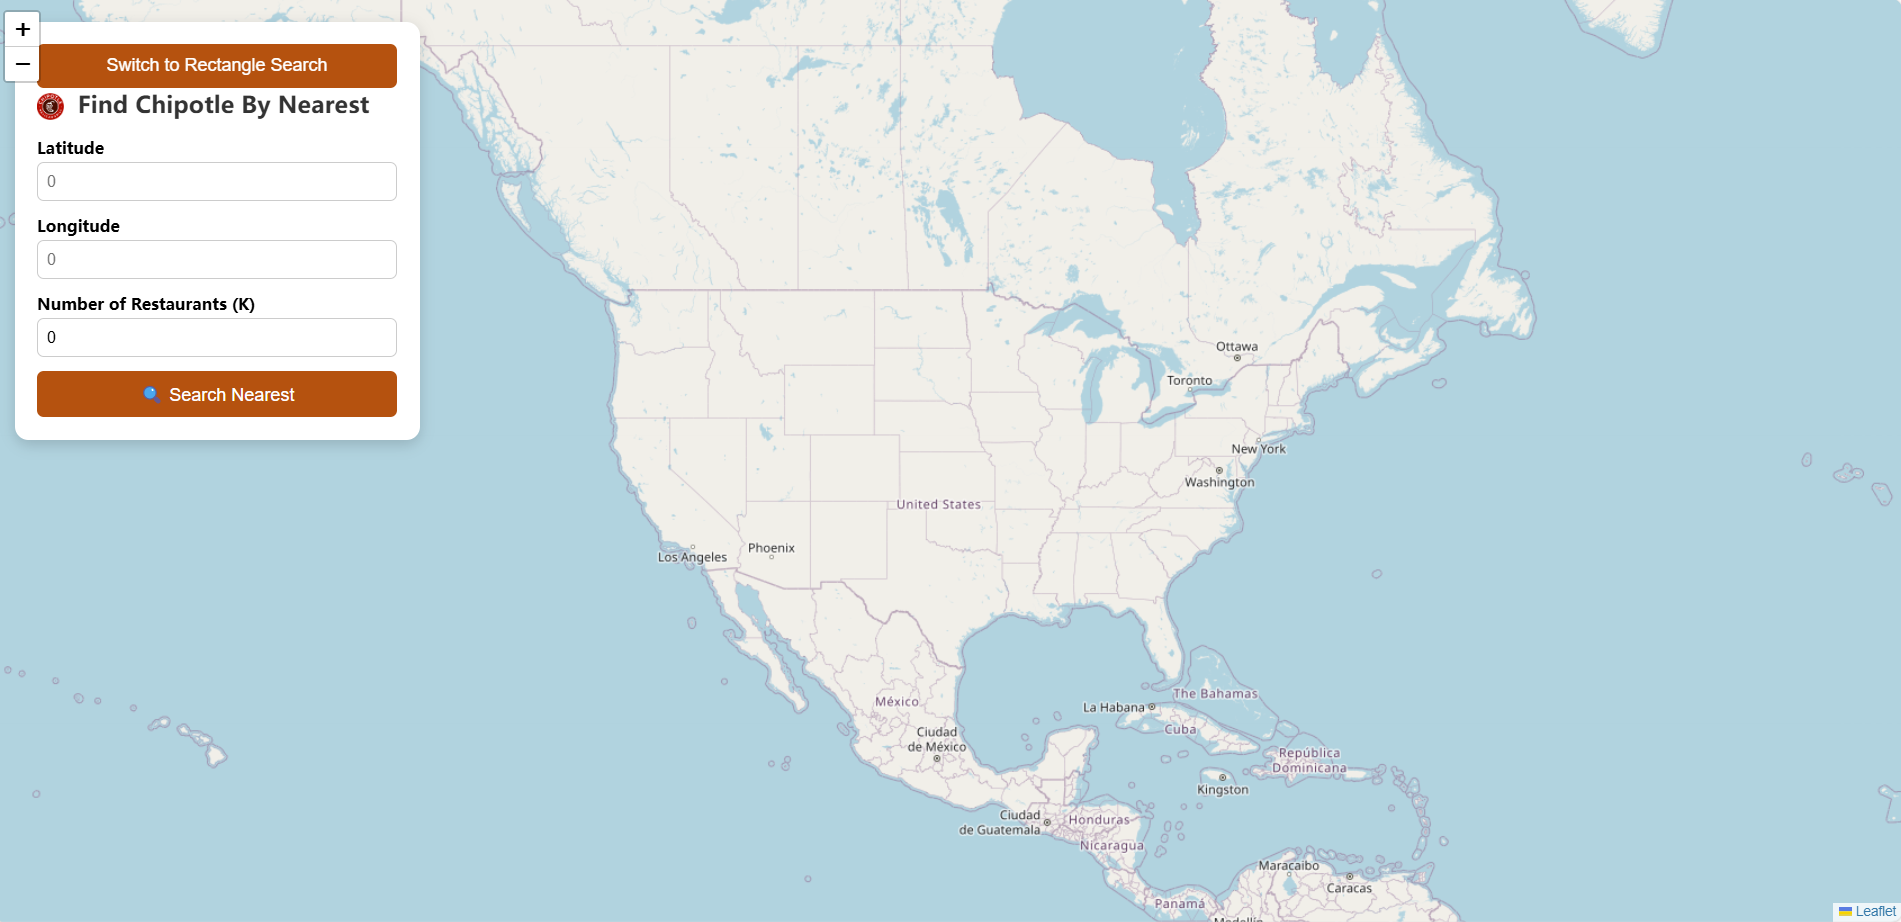 +
−
Switch to Rectangle Search
Find Chipotle By Nearest
Latitude
0
Longitude
0
Number of Restaurants (K)
0
Search Nearest
Ottawa
Toronto
New York
Washington
United States
Los Angeles
Phoenix
México
Ciudad
de México
La Habana
The Bahamas
Cuba
República
Dominicana
Kingston
Ciudad
de Guatemala
Honduras
Nicaragua
Maracaibo
Caracas
Panamá
Leaflet